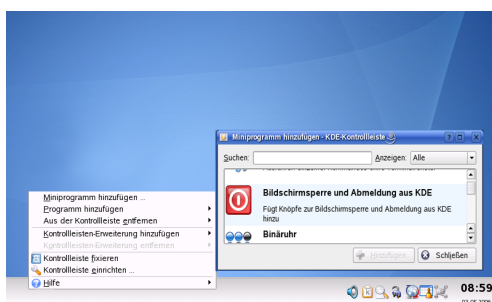 Miniprogramm hinzufügen - KDE-Kontrollleiste
Suchen:
Anzeigen: Alle
Bildschirmsperre und Abmeldung aus KDE
Fügt Knöpfe zur Bildschirmsperre und Abmeldung aus KDE
hinzu
Binäruhr
Hinzufügen
Schließen
Miniprogramm hinzufügen ...
Programm hinzufügen
Aus der Kontrollleiste entfernen
Kontrollleisten-Erweiterung hinzufügen
Kontrollleisten-Erweiterung entfernen
Kontrollleiste fixieren
Kontrollleiste einrichten ...
Hilfe
08:59